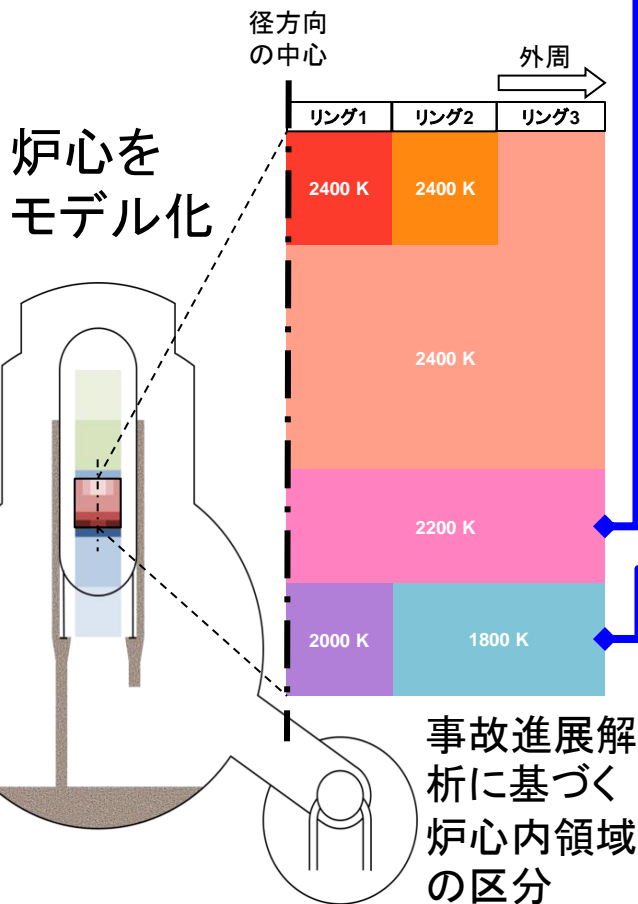 径方向
の中心
外周
リング1 リング2 リング3
炉心を
モデル化
2400 K 2400 K
2400 K
2200 K
2000 K 1800 K
事故進展解
析に基づく
炉心内領域
の区分